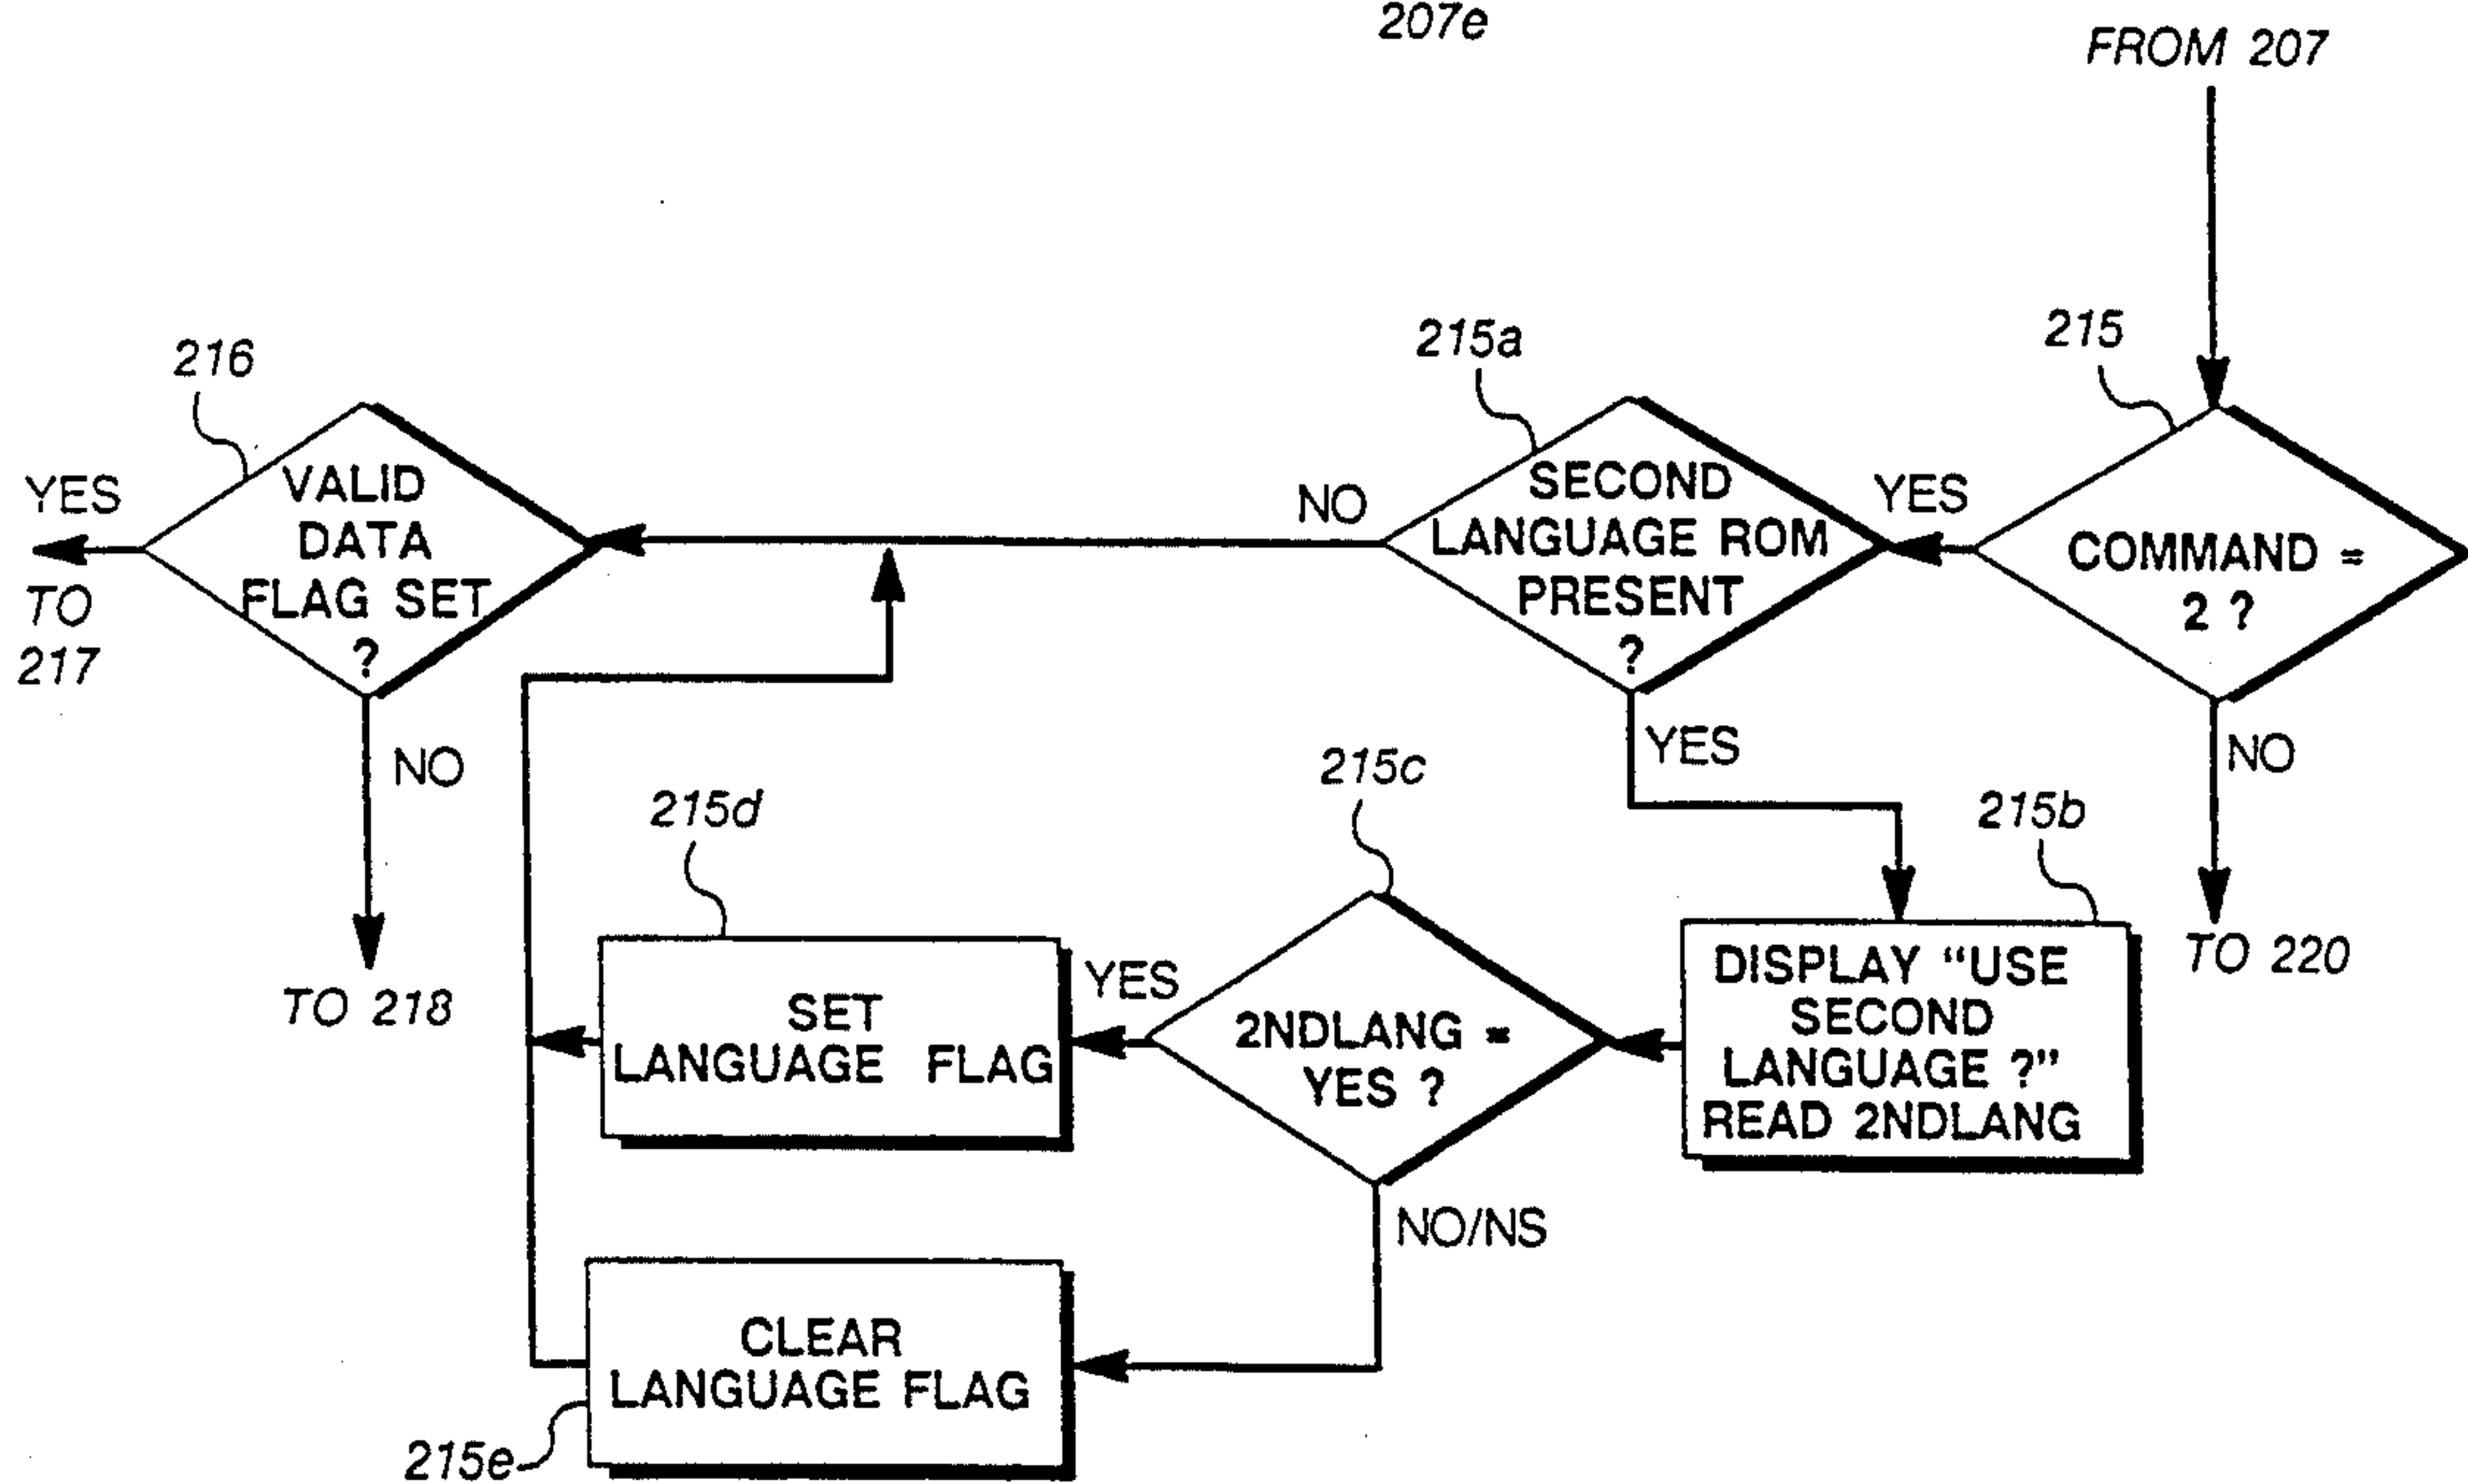 207e
FROM 207
215
COMMAND =
2 ?
YES
NO
TO 220
215a
SECOND
LANGUAGE ROM
PRESENT
?
NO
YES
215b
DISPLAY “USE
SECOND
LANGUAGE ?”
READ 2NDLANG
215c
2NDLANG =
YES ?
YES
NO/NS
215d
SET
LANGUAGE FLAG
215e
CLEAR
LANGUAGE FLAG
216
VALID
DATA
FLAG SET
?
YES
TO
217
NO
TO 218